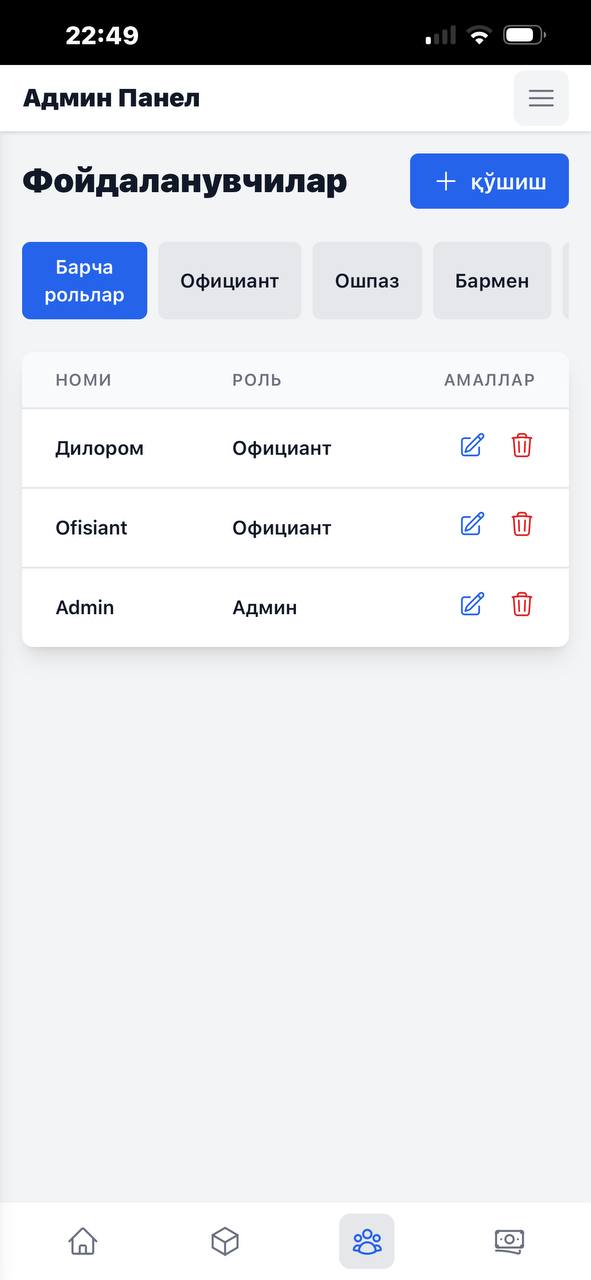 22:49
Админ Панел
Фойдаланувчилар
қўшиш
Барча
рольлар
Официант
Ошпаз
Бармен
НОМИ РОЛЬ АМАЛЛАР
Дилором Официант
Ofisiant Официант
Admin Админ